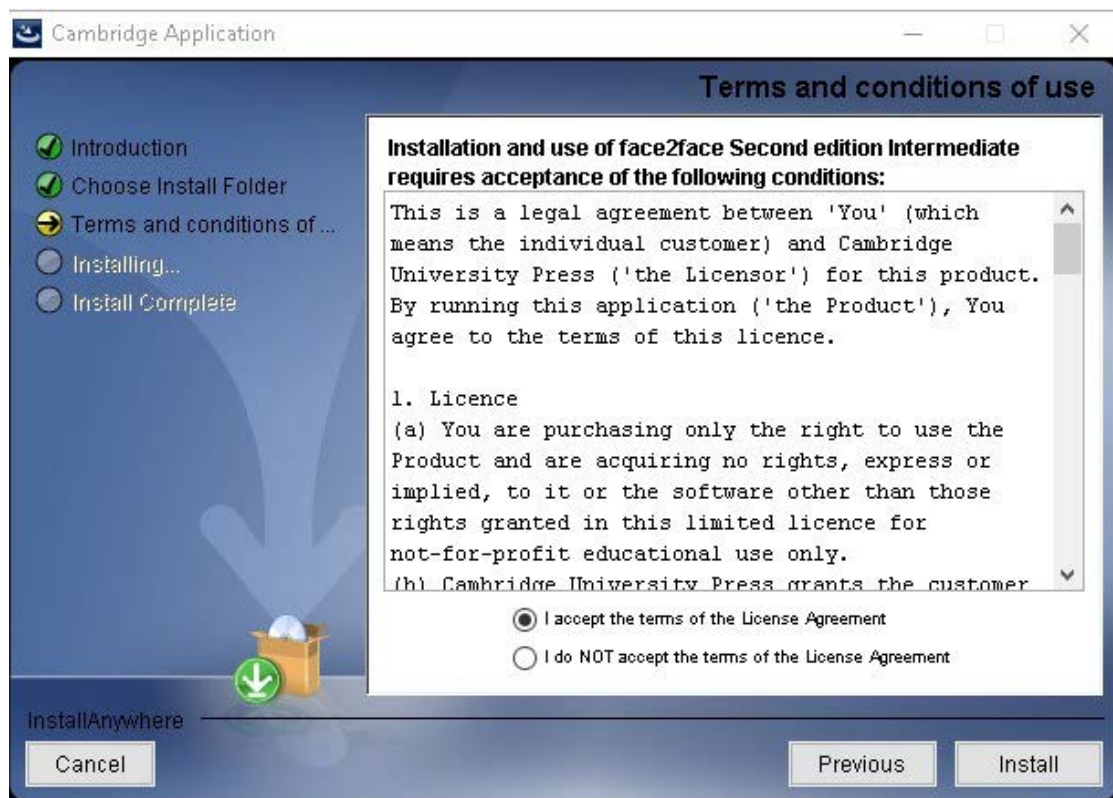 Cambridge Application
Terms and conditions of use
Introduction
Choose Install Folder
Terms and conditions of ...
Installing...
Install Complete
Installation and use of face2face Second edition Intermediate
requires acceptance of the following conditions:
This is a legal agreement between 'You' (which
means the individual customer) and Cambridge
University Press ('the Licensor') for this product.
By running this application ('the Product'), You
agree to the terms of this licence.
1. Licence
(a) You are purchasing only the right to use the
Product and are acquiring no rights, express or
implied, to it or the software other than those
rights granted in this limited licence for
not-for-profit educational use only.
(b) Cambridge University Press grants the customer
I accept the terms of the License Agreement
I do NOT accept the terms of the License Agreement
InstallAnywhere
Cancel
Previous
Install